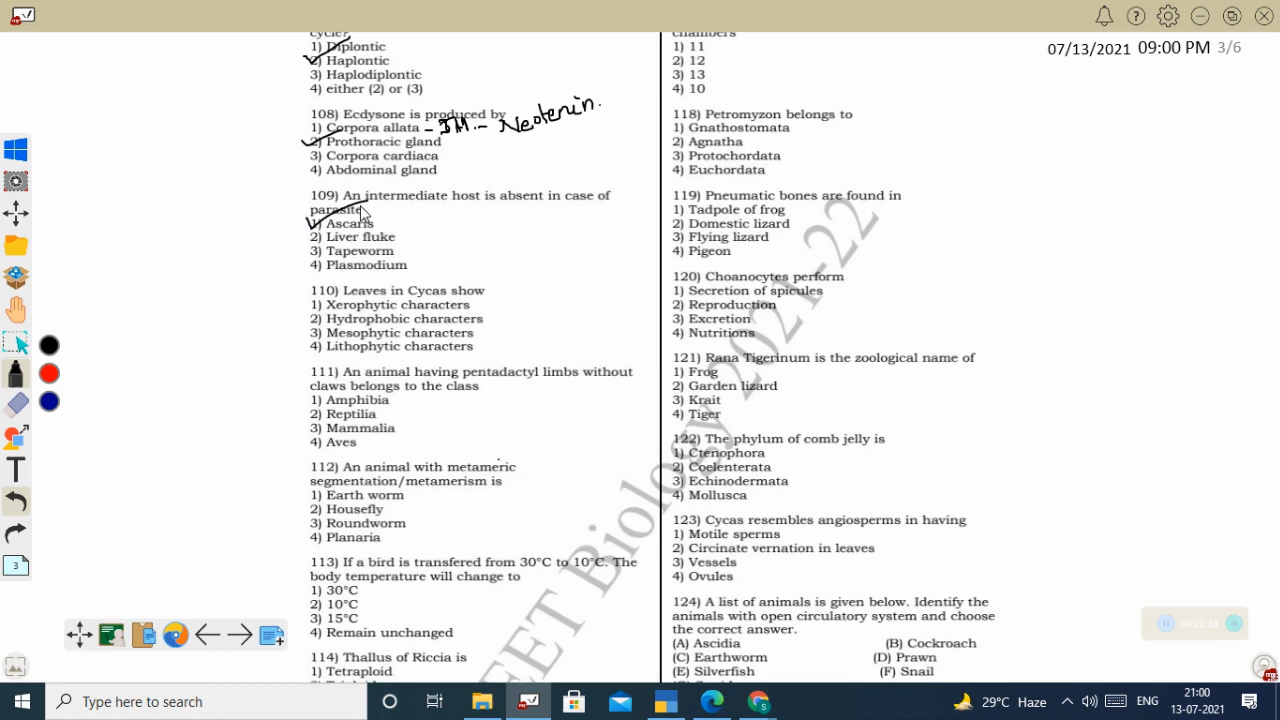 07/13/2021 09:00 PM 3/6
cycle?
1) Diplontic
2) Haplontic
3) Haplodiplontic
4) either (2) or (3)
108) Ecdysone is produced by
1) Corpora allata - JH - Neotenin.
2) Prothoracic gland
3) Corpora cardiaca
4) Abdominal gland
109) An intermediate host is absent in case of
parasite
1) Ascaris
2) Liver fluke
3) Tapeworm
4) Plasmodium
110) Leaves in Cycas show
1) Xerophytic characters
2) Hydrophobic characters
3) Mesophytic characters
4) Lithophytic characters
111) An animal having pentadactyl limbs without
claws belongs to the class
1) Amphibia
2) Reptilia
3) Mammalia
4) Aves
112) An animal with metameric
segmentation/metamerism is
1) Earth worm
2) Housefly
3) Roundworm
4) Planaria
113) If a bird is transfered from 30°C to 10°C. The
body temperature will change to
1) 30°C
2) 10°C
3) 15°C
4) Remain unchanged
114) Thallus of Riccia is
1) Tetraploid
chambers
1) 11
2) 12
3) 13
4) 10
118) Petromyzon belongs to
1) Gnathostomata
2) Agnatha
3) Protochordata
4) Euchordata
119) Pneumatic bones are found in
1) Tadpole of frog
2) Domestic lizard
3) Flying lizard
4) Pigeon
120) Choanocytes perform
1) Secretion of spicules
2) Reproduction
3) Excretion
4) Nutritions
121) Rana Tigerinum is the zoological name of
1) Frog
2) Garden lizard
3) Krait
4) Tiger
122) The phylum of comb jelly is
1) Ctenophora
2) Coelenterata
3) Echinodermata
4) Mollusca
123) Cycas resembles angiosperms in having
1) Motile sperms
2) Circinate vernation in leaves
3) Vessels
4) Ovules
124) A list of animals is given below. Identify the
animals with open circulatory system and choose
the correct answer.
(A) Ascidia (B) Cockroach
(C) Earthworm (D) Prawn
(E) Silverfish (F) Snail
EET Biology 2021-22
3
00:22:33
Type here to search
29°C Haze
ENG
21:00
13-07-2021